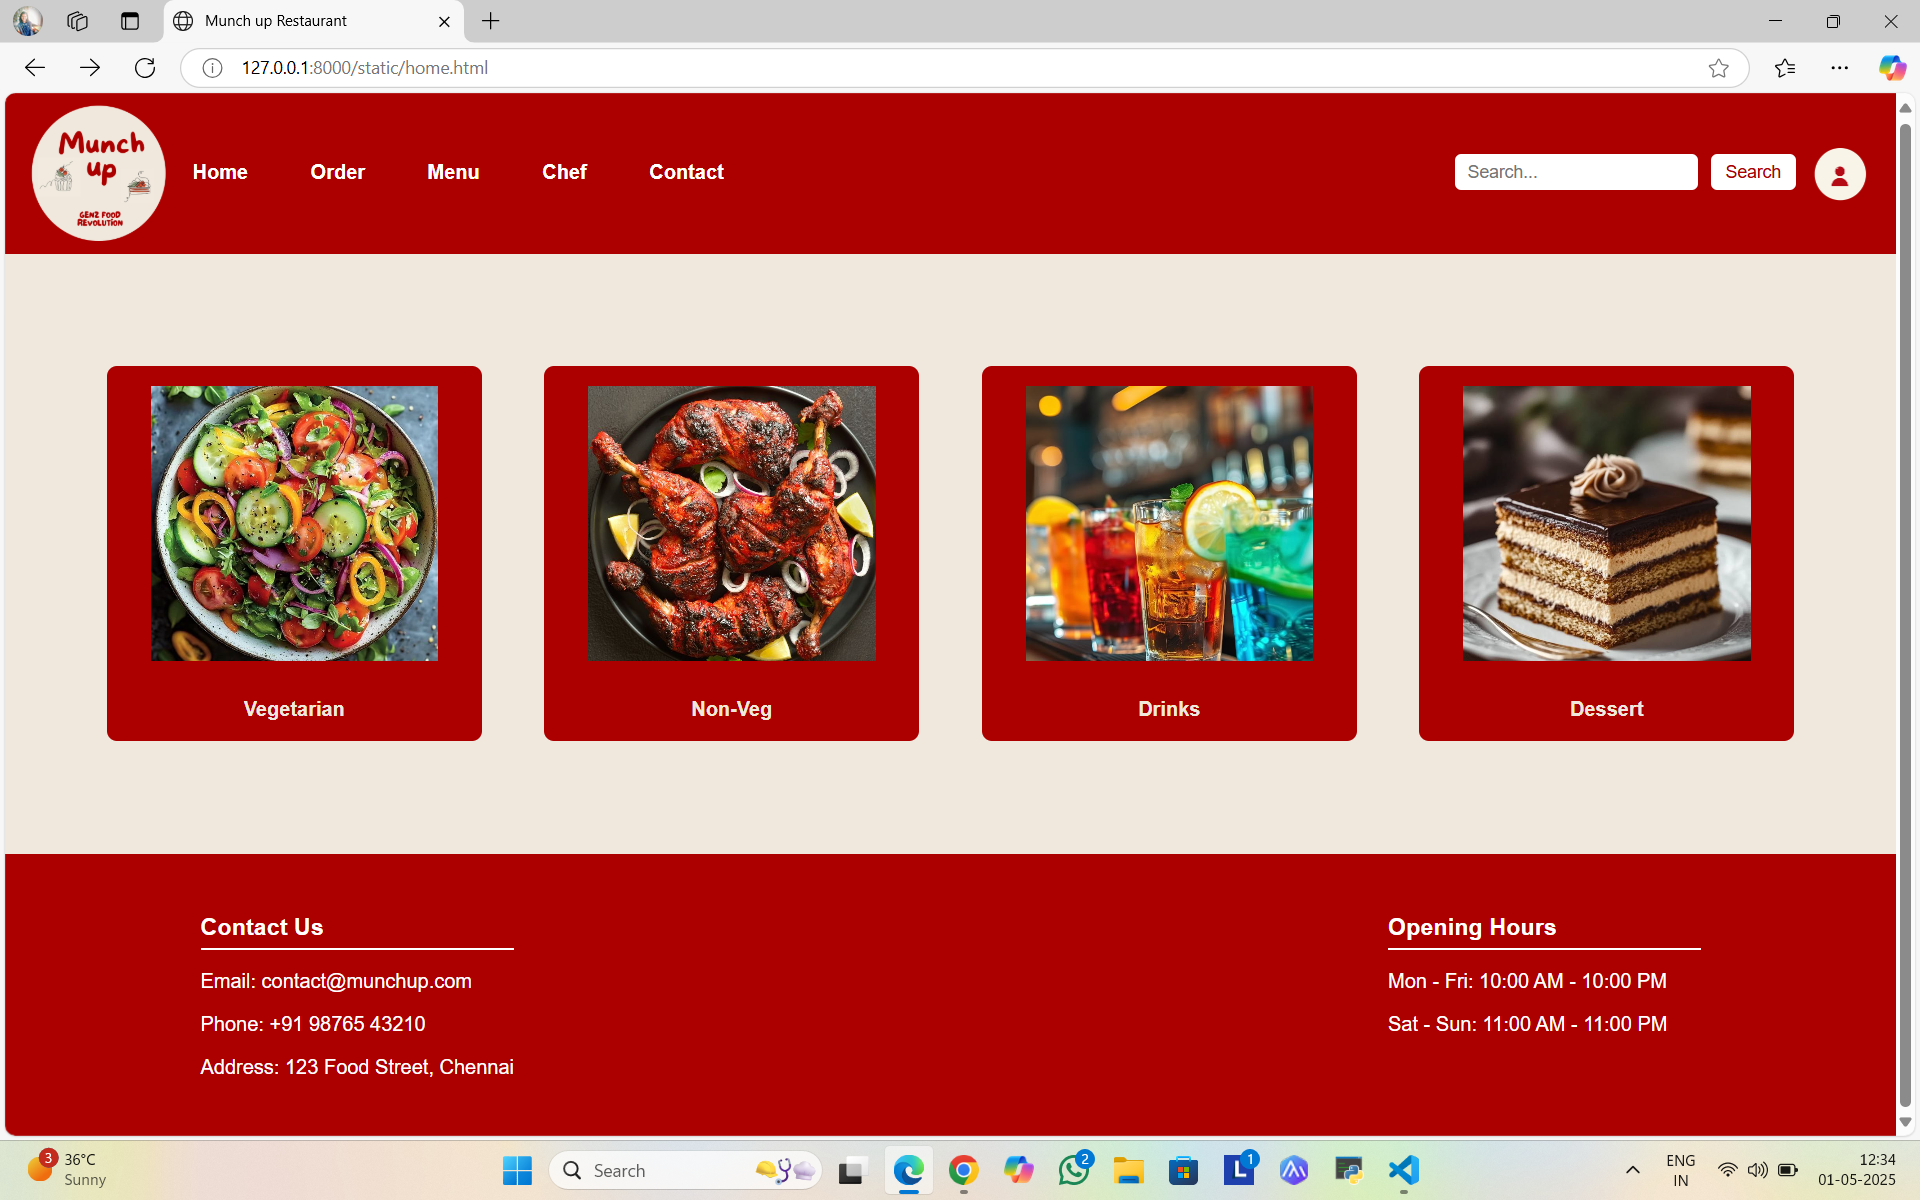 Munch up Restaurant
127.0.0.1:8000/static/home.html
Munch
up
GENZ FOOD
REVOLUTION
Home Order Menu Chef Contact
Search... Search
Vegetarian Non-Veg Drinks Dessert
Contact Us
Email: contact@munchup.com
Phone: +91 98765 43210
Address: 123 Food Street, Chennai
Opening Hours
Mon - Fri: 10:00 AM - 10:00 PM
Sat - Sun: 11:00 AM - 11:00 PM
3
36°C
Sunny
Search
2
L 1
ENG
IN
12:34
01-05-2025